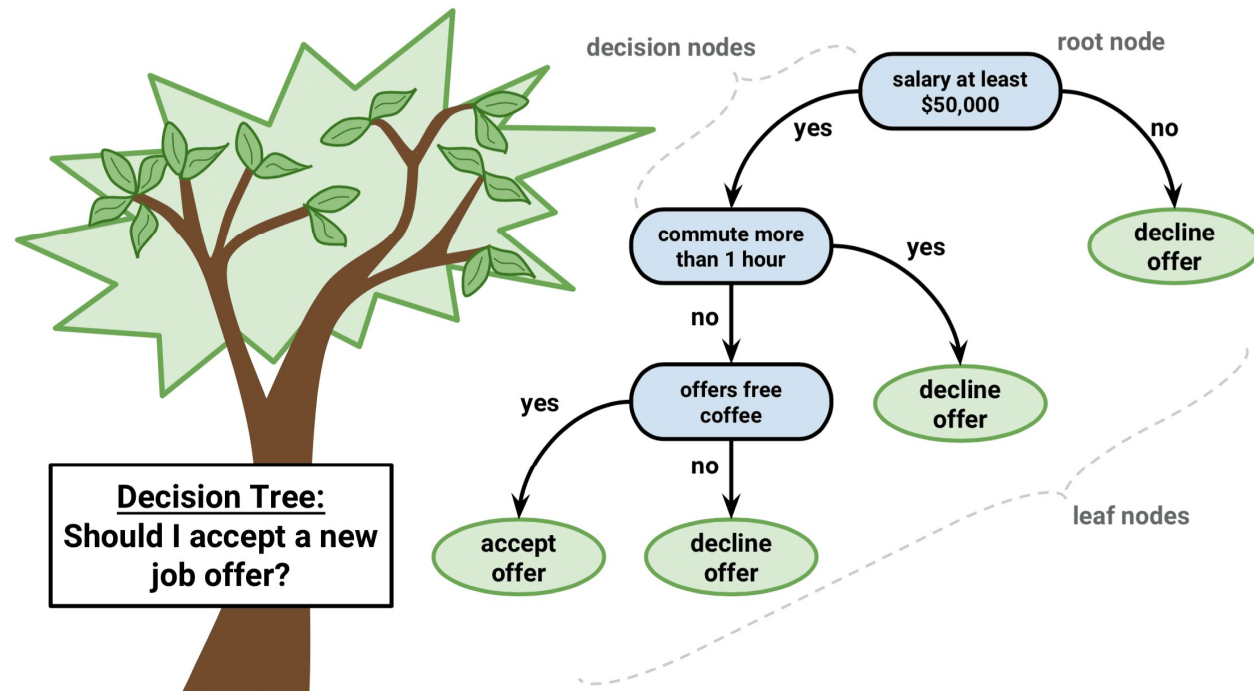 decision nodes
root node
salary at least
$50,000
yes
no
commute more
than 1 hour
yes
decline
offer
no
offers free
coffee
decline
offer
yes
no
Decision Tree:
Should I accept a new
job offer?
accept
offer
decline
offer
leaf nodes